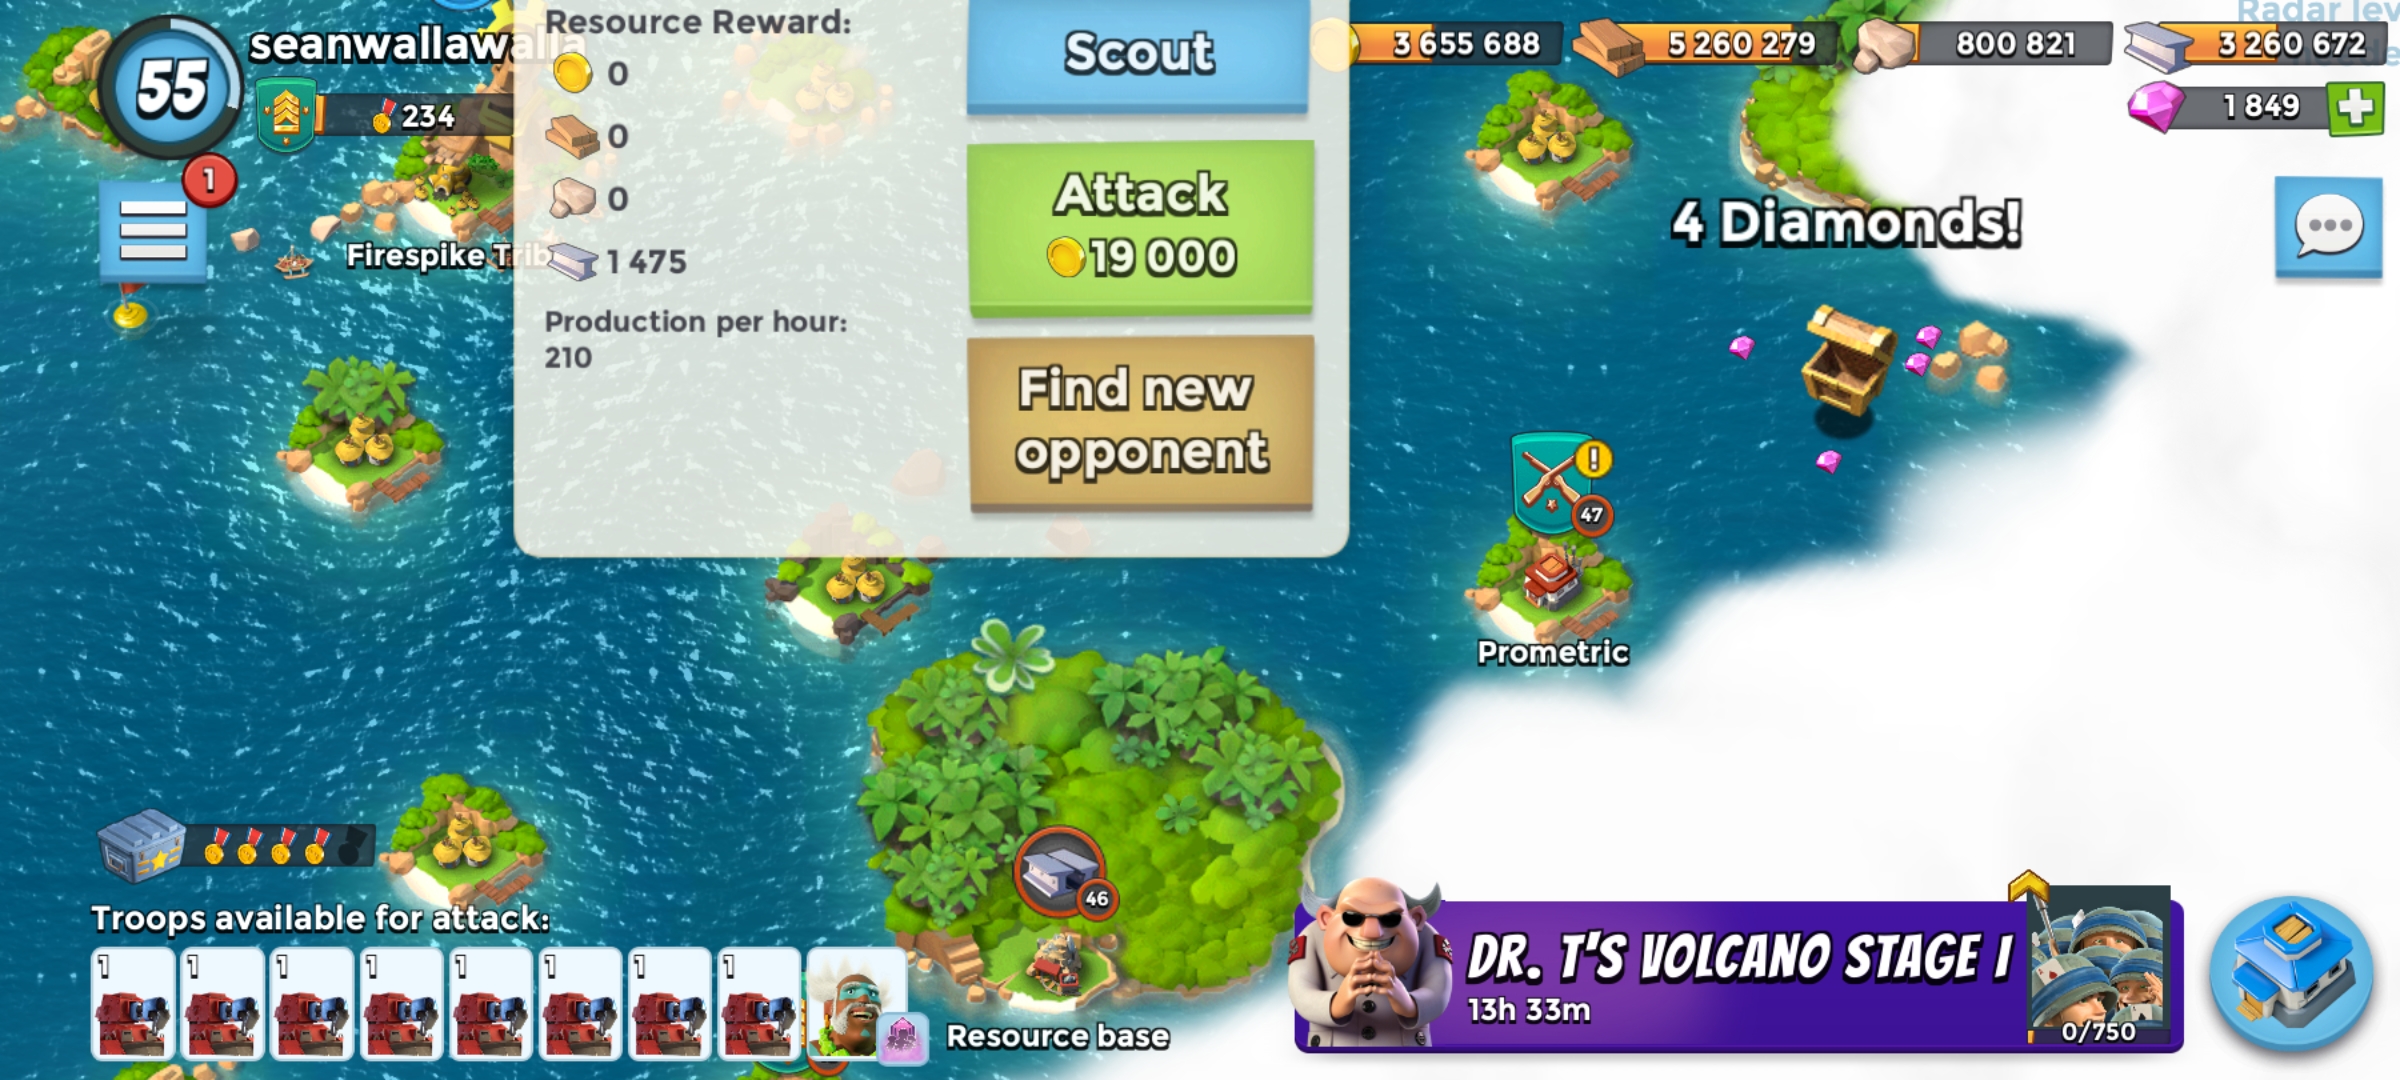 55
seanwallawalla
234
1
Firespike Trib
Resource Reward:
0
0
0
1 475
Production per hour:
210
Scout
Attack
19 000
Find new
opponent
3 655 688
5 260 279
800 821
3 260 672
1 849
4 Diamonds!
!
47
Prometric
46
Resource base
Troops available for attack:
1
1
1
1
1
1
1
1
DR. T'S VOLCANO STAGE I
13h 33m
0/750